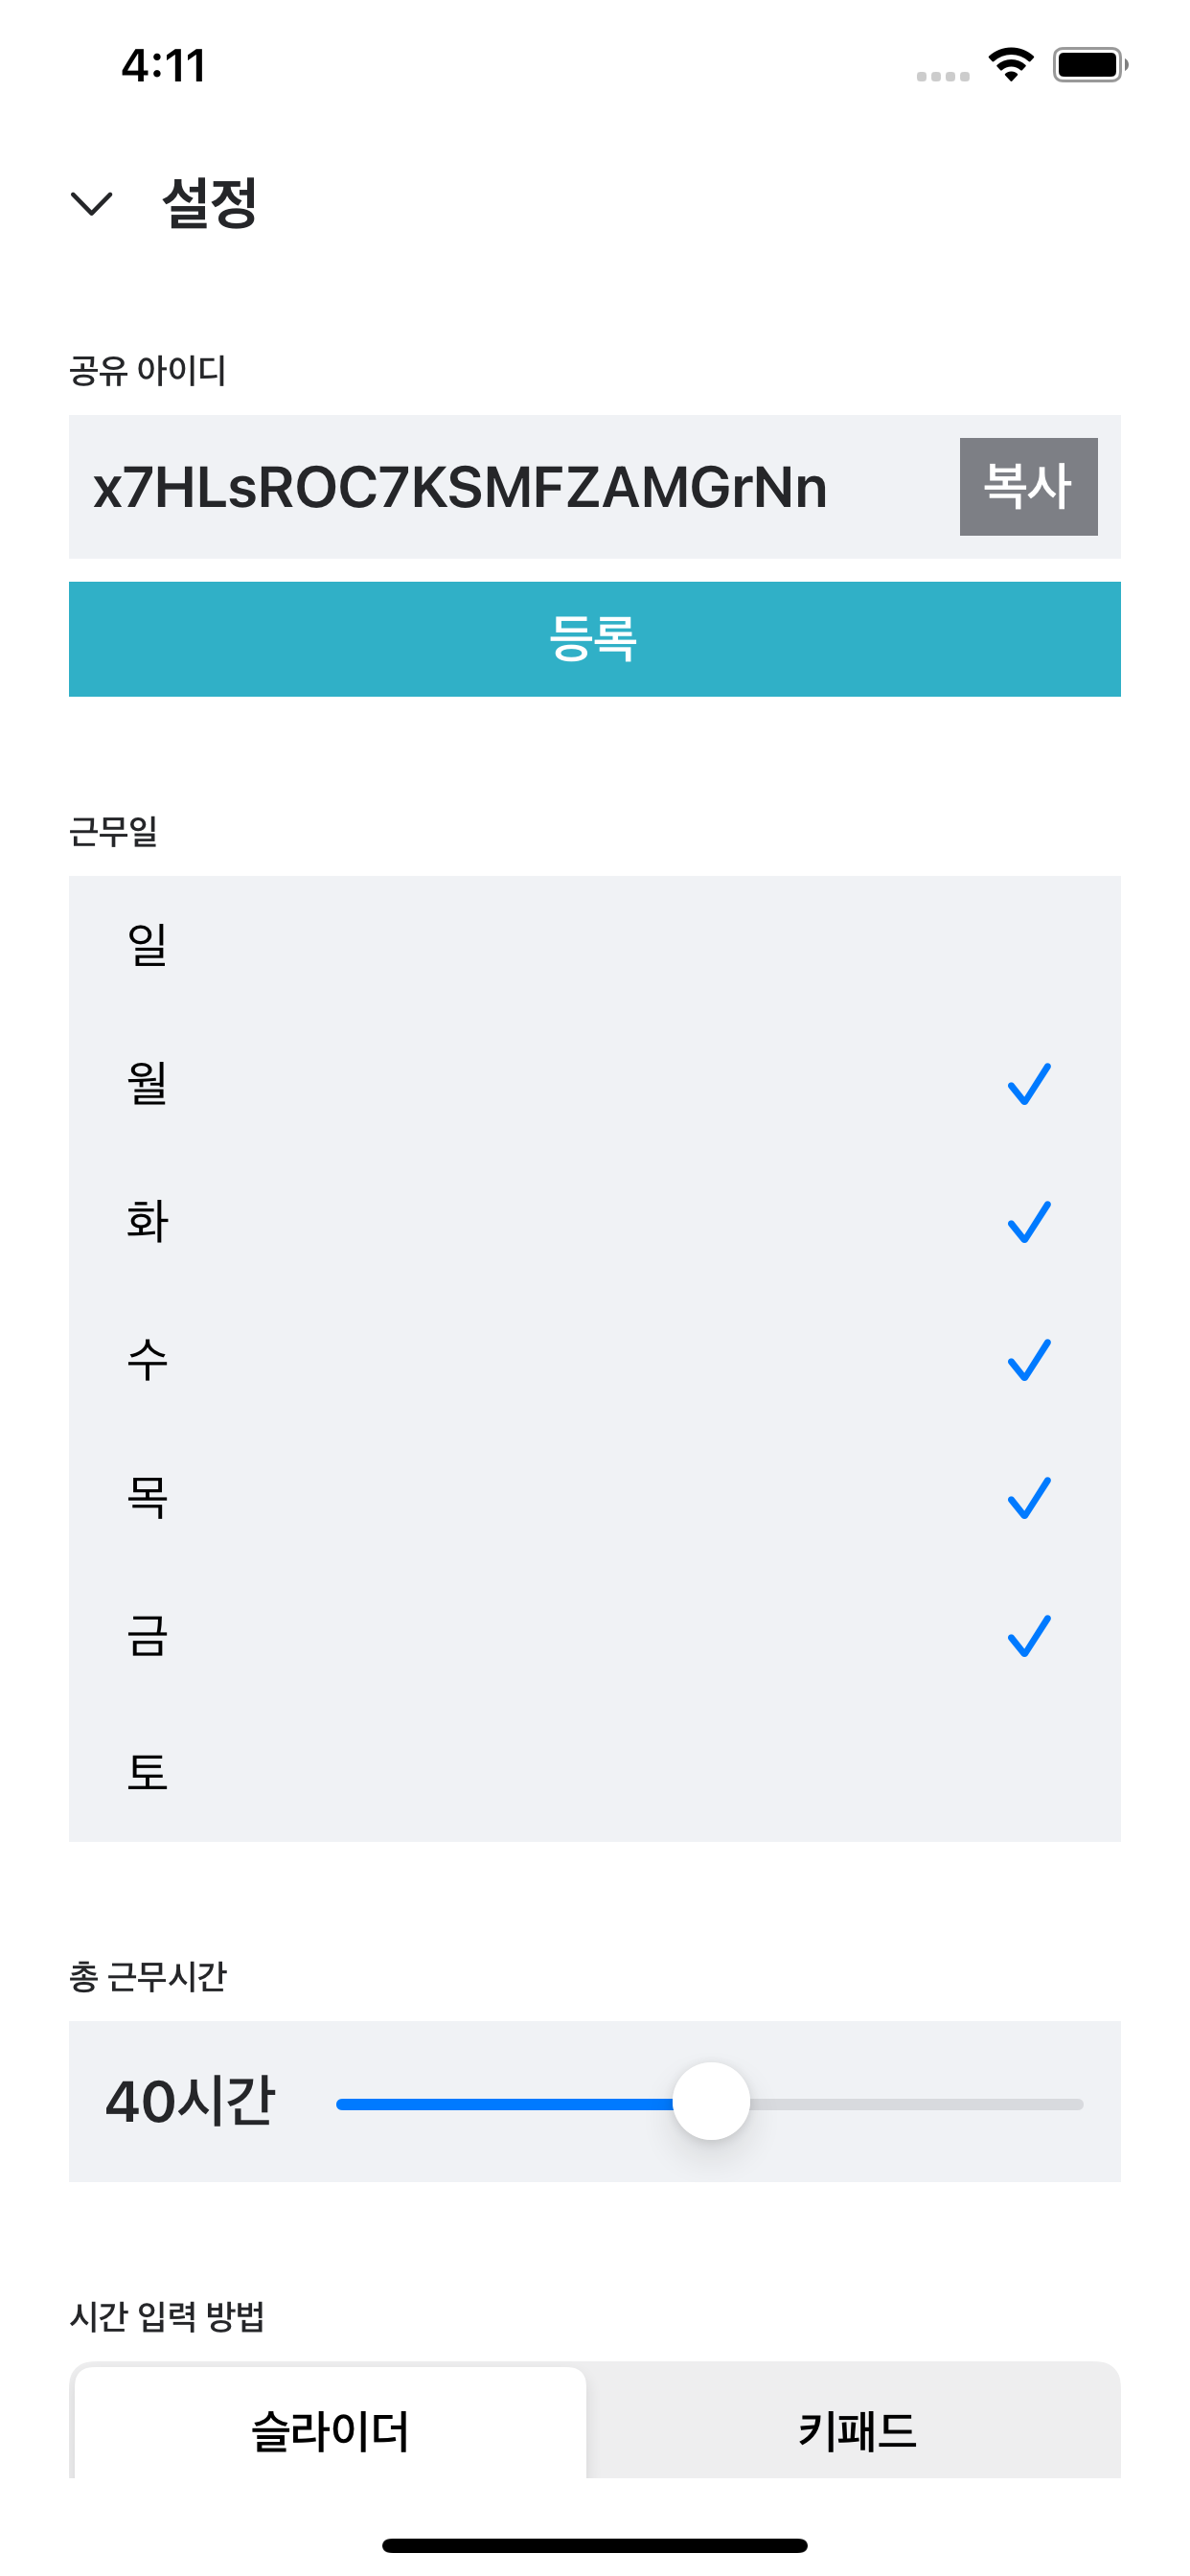 4:11
설정
공유 아이디
x7HLsROC7KSMFZAMGrNn
복사
등록
근무일
일
월
화
수
목
금
토
총 근무시간
40시간
시간 입력 방법
슬라이더
키패드